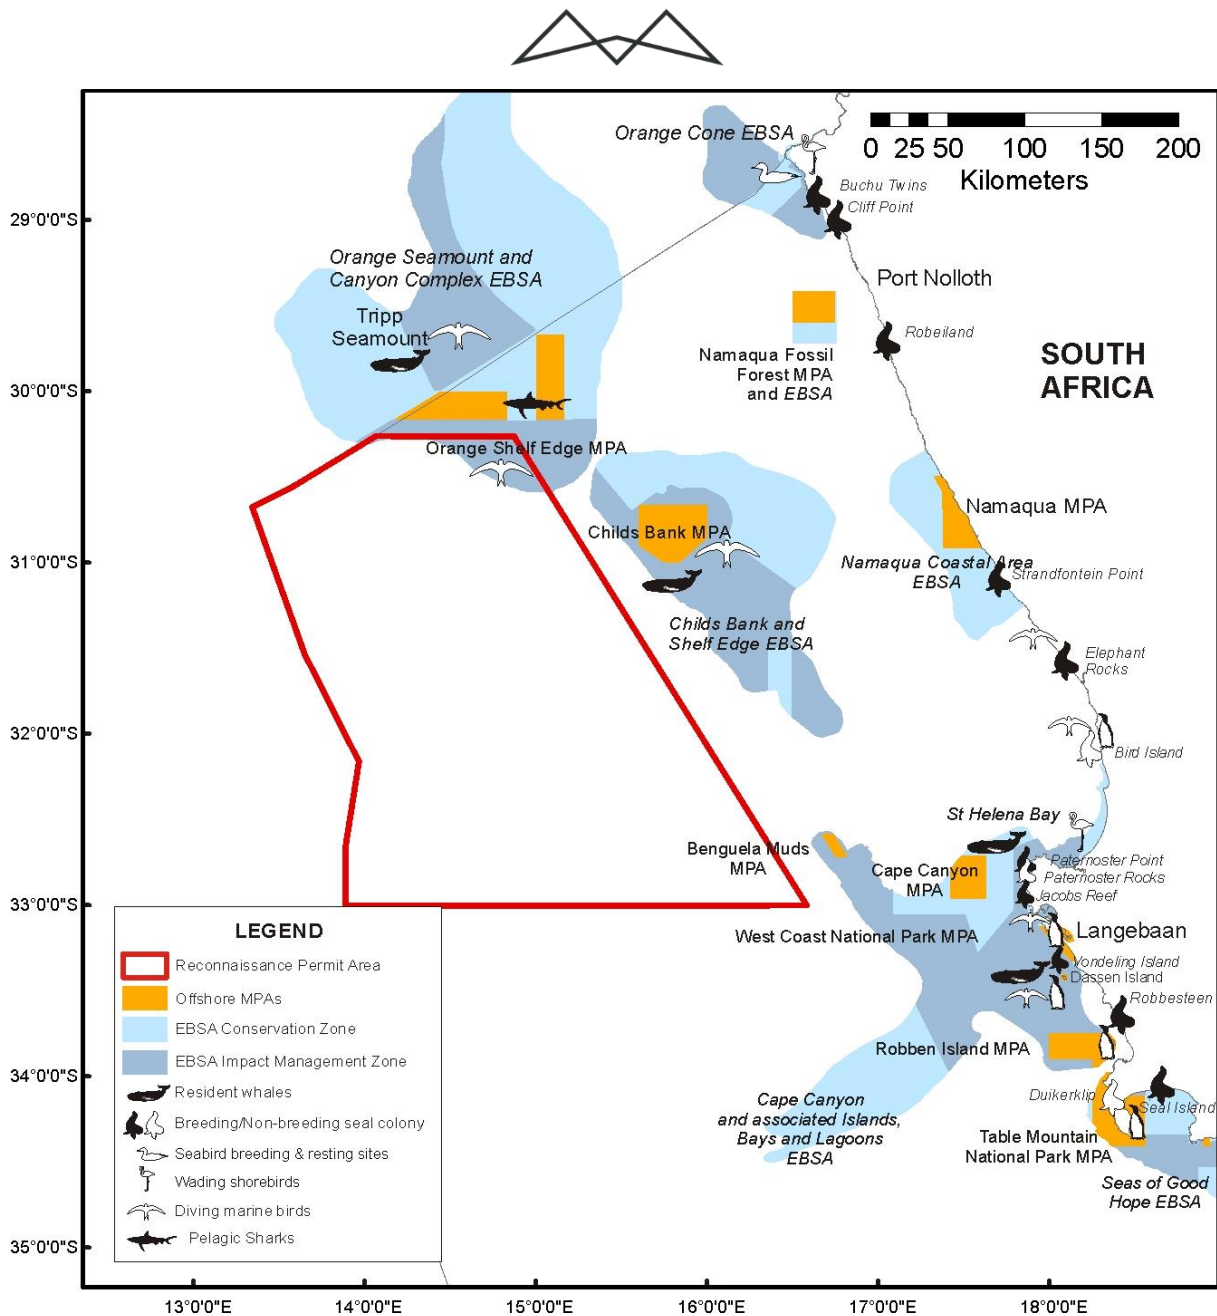 Orange Cone EBSA
0 25 50 100 150 200
Kilometers
Buchu Twins
Cliff Point
29°0'0"S
Orange Seamount and
Canyon Complex EBSA
Port Nolloth
Tripp
Seamount
Robeiland
Namaqua Fossil
Forest MPA
and EBSA
SOUTH
AFRICA
30°0'0"S
Orange Shelf Edge MPA
Namaqua MPA
Childs Bank MPA
31°0'0"S
Namaqua Coastal Area
EBSA
Strandfontein Point
Childs Bank and
Shelf Edge EBSA
Elephant
Rocks
32°0'0"S
Bird Island
St Helena Bay
Benguela Muds
MPA
Cape Canyon
MPA
Paternoster Point
Paternoster Rocks
Jacobs Reef
33°0'0"S
West Coast National Park MPA
Langebaan
Vondeling Island
Dassen Island
Robbesteen
Robben Island MPA
34°0'0"S
Duikerklip
Seal Island
Cape Canyon
and associated Islands,
Bays and Lagoons
EBSA
Table Mountain
National Park MPA
Seas of Good
Hope EBSA
35°0'0"S
LEGEND
Reconnaissance Permit Area
Offshore MPAs
EBSA Conservation Zone
EBSA Impact Management Zone
Resident whales
Breeding/Non-breeding seal colony
Seabird breeding & resting sites
Wading shorebirds
Diving marine birds
Pelagic Sharks
13°0'0"E 14°0'0"E 15°0'0"E 16°0'0"E 17°0'0"E 18°0'0"E